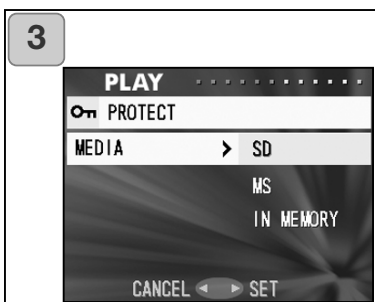 3
PLAY
PROTECT
MEDIA > SD
MS
IN MEMORY
CANCEL ◀ ▶ SET